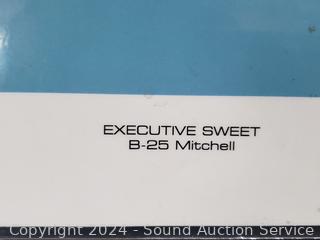 EXECUTIVE SWEET
B-25 Mitchell
Copyright 2024 - Sound Auction Service